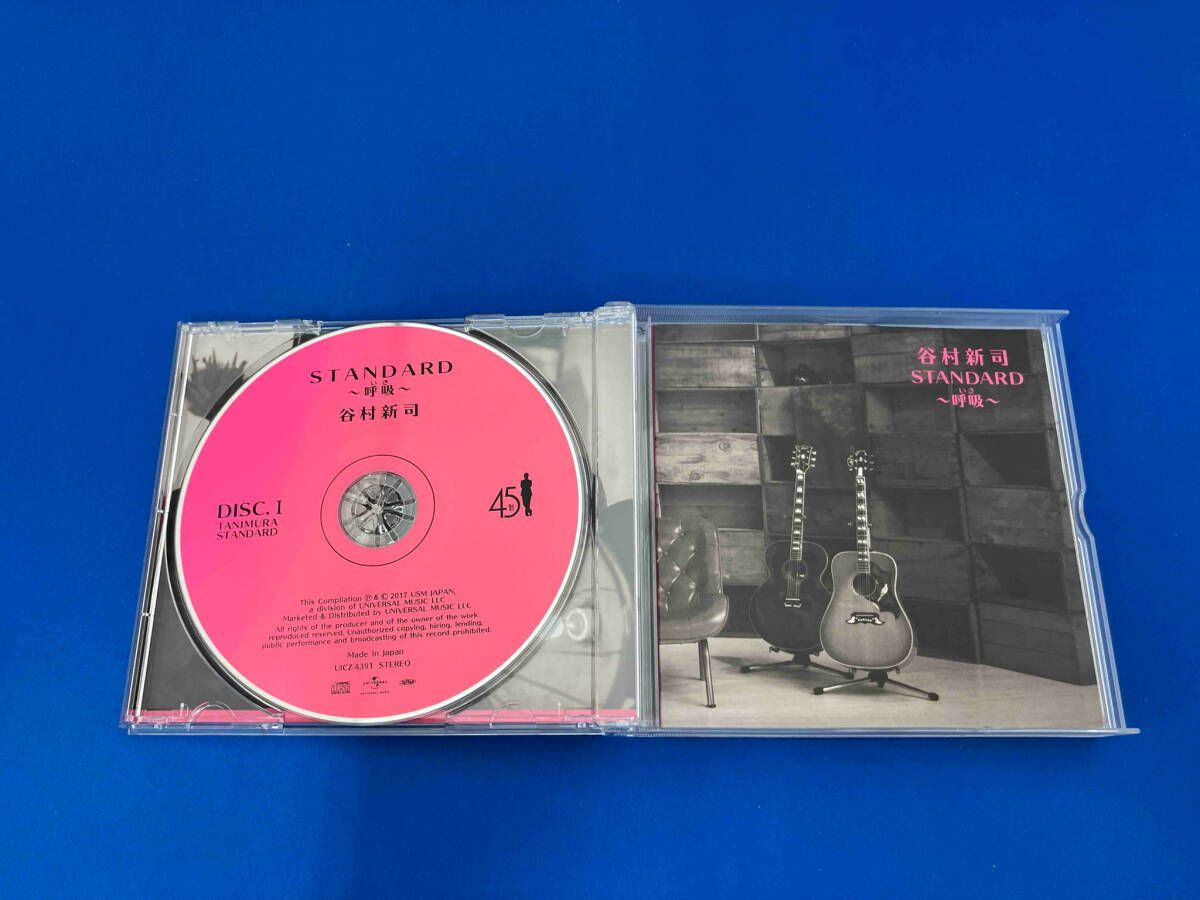 STANDARD
いき
~呼吸~
谷村新司
DISC. 1
TANIMURA
STANDARD
45th
This Compilation Ⓟ & © 2017 USM JAPAN,
a division of UNIVERSAL MUSIC LLC
Marketed & Distributed by UNIVERSAL MUSIC LLC
All rights of the producer and of the owner of the work
reproduced reserved. Unauthorized copying, hiring, lending,
public performance and broadcasting of this record prohibited.
Made in Japan
UICZ-4391 STEREO
UNIVERSAL
谷村新司
STANDARD
いき
~呼吸~